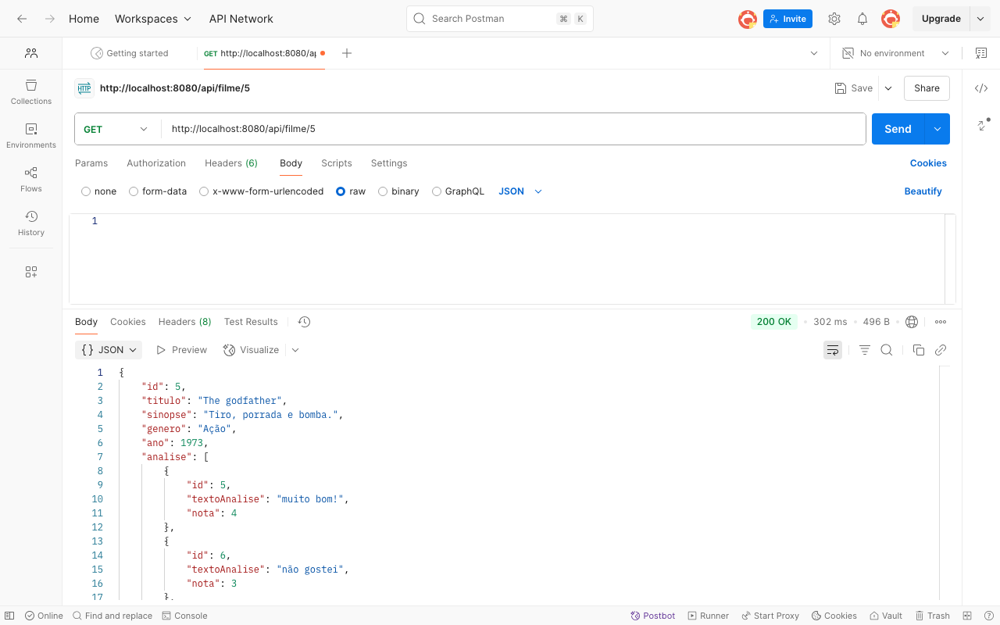 Home Workspaces API Network Search Postman ⌘ K Invite Upgrade
Getting started GET http://localhost:8080/ap No environment
Collections
Environments
Flows
History
HTTP http://localhost:8080/api/filme/5 Save Share
GET http://localhost:8080/api/filme/5 Send
Params Authorization Headers (6) Body Scripts Settings Cookies
none form-data x-www-form-urlencoded raw binary GraphQL JSON Beautify
1
Body Cookies Headers (8) Test Results 200 OK • 302 ms • 496 B •
{} JSON Preview Visualize
1 {
2 "id": 5,
3 "titulo": "The godfather",
4 "sinopse": "Tiro, porrada e bomba.",
5 "genero": "Ação",
6 "ano": 1973,
7 "analise": [
8 {
9 "id": 5,
10 "textoAnalise": "muito bom!",
11 "nota": 4
12 },
13 {
14 "id": 6,
15 "textoAnalise": "não gostei",
16 "nota": 3
17 },
Online Find and replace Console Postbot Runner Start Proxy Cookies Vault Trash